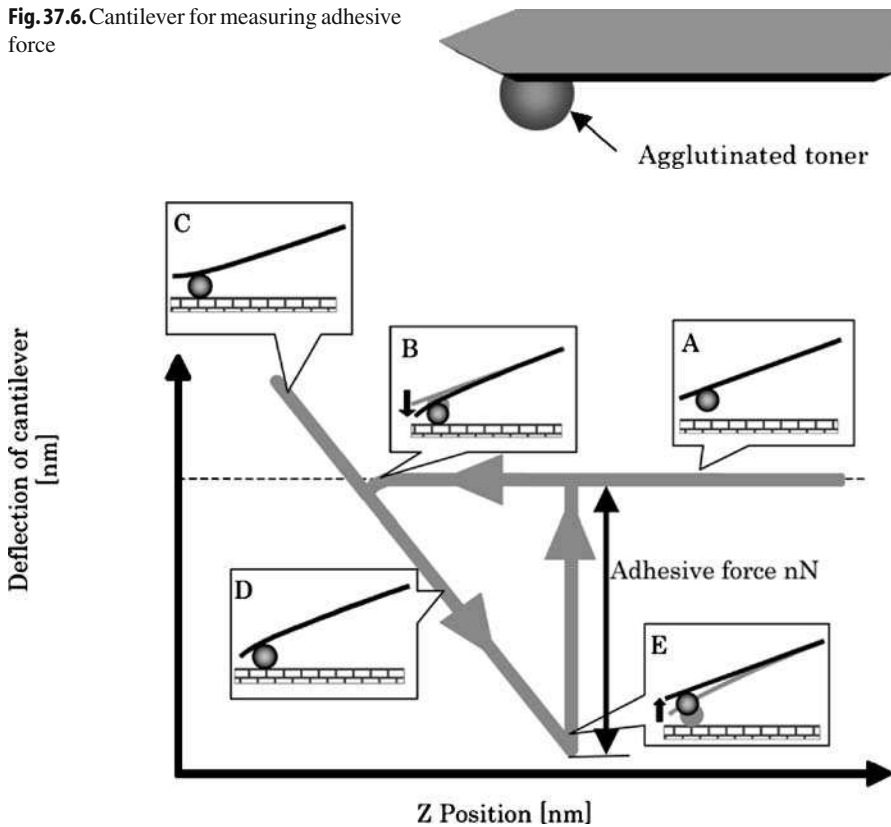 Fig. 37.6. Cantilever for measuring adhesive
force
Agglutinated toner
C
B
A
Deflection of cantilever
[nm]
Adhesive force nN
D
E
Z Position [nm]